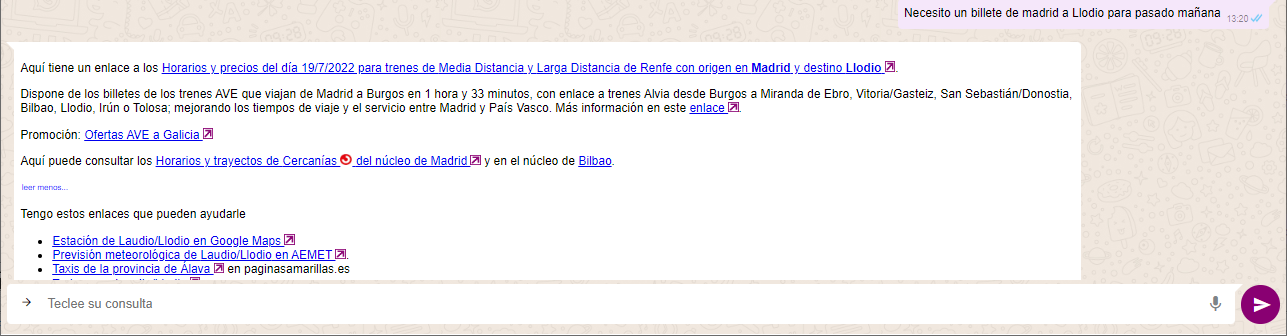 Necesito un billete de madrid a Llodio para pasado mañana 13:20
Aquí tiene un enlace a los Horarios y precios del día 19/7/2022 para trenes de Media Distancia y Larga Distancia de Renfe con origen en Madrid y destino Llodio.
Dispone de los billetes de los trenes AVE que viajan de Madrid a Burgos en 1 hora y 33 minutos, con enlace a trenes Alvia desde Burgos a Miranda de Ebro, Vitoria/Gasteiz, San Sebastián/Donostia,
Bilbao, Llodio, Irún o Tolosa; mejorando los tiempos de viaje y el servicio entre Madrid y País Vasco. Más información en este enlace.
Promoción: Ofertas AVE a Galicia
Aquí puede consultar los Horarios y trayectos de Cercanías del núcleo de Madrid y en el núcleo de Bilbao.
leer menos...
Tengo estos enlaces que pueden ayudarle
Estación de Laudio/Llodio en Google Maps
Previsión meteorológica de Laudio/Llodio en AEMET.
Taxis de la provincia de Álava en paginasamarillas.es
Teclee su consulta